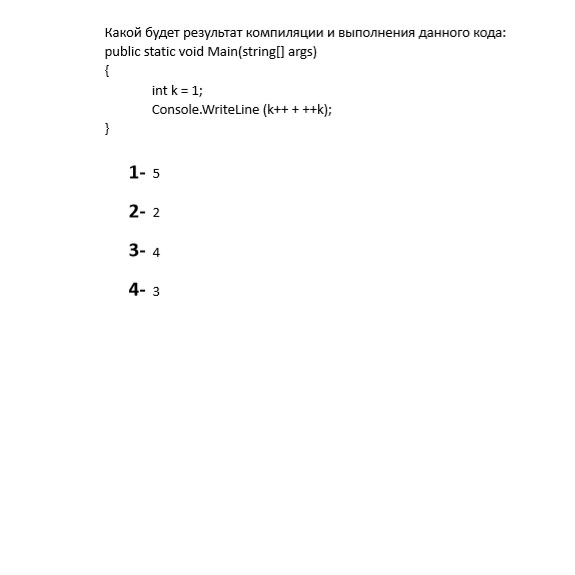 Какой будет результат компиляции и выполнения данного кода:
public static void Main(string[] args)
{
int k = 1;
Console.WriteLine (k++ + ++k);
}
1- 5
2- 2
3- 4
4- 3